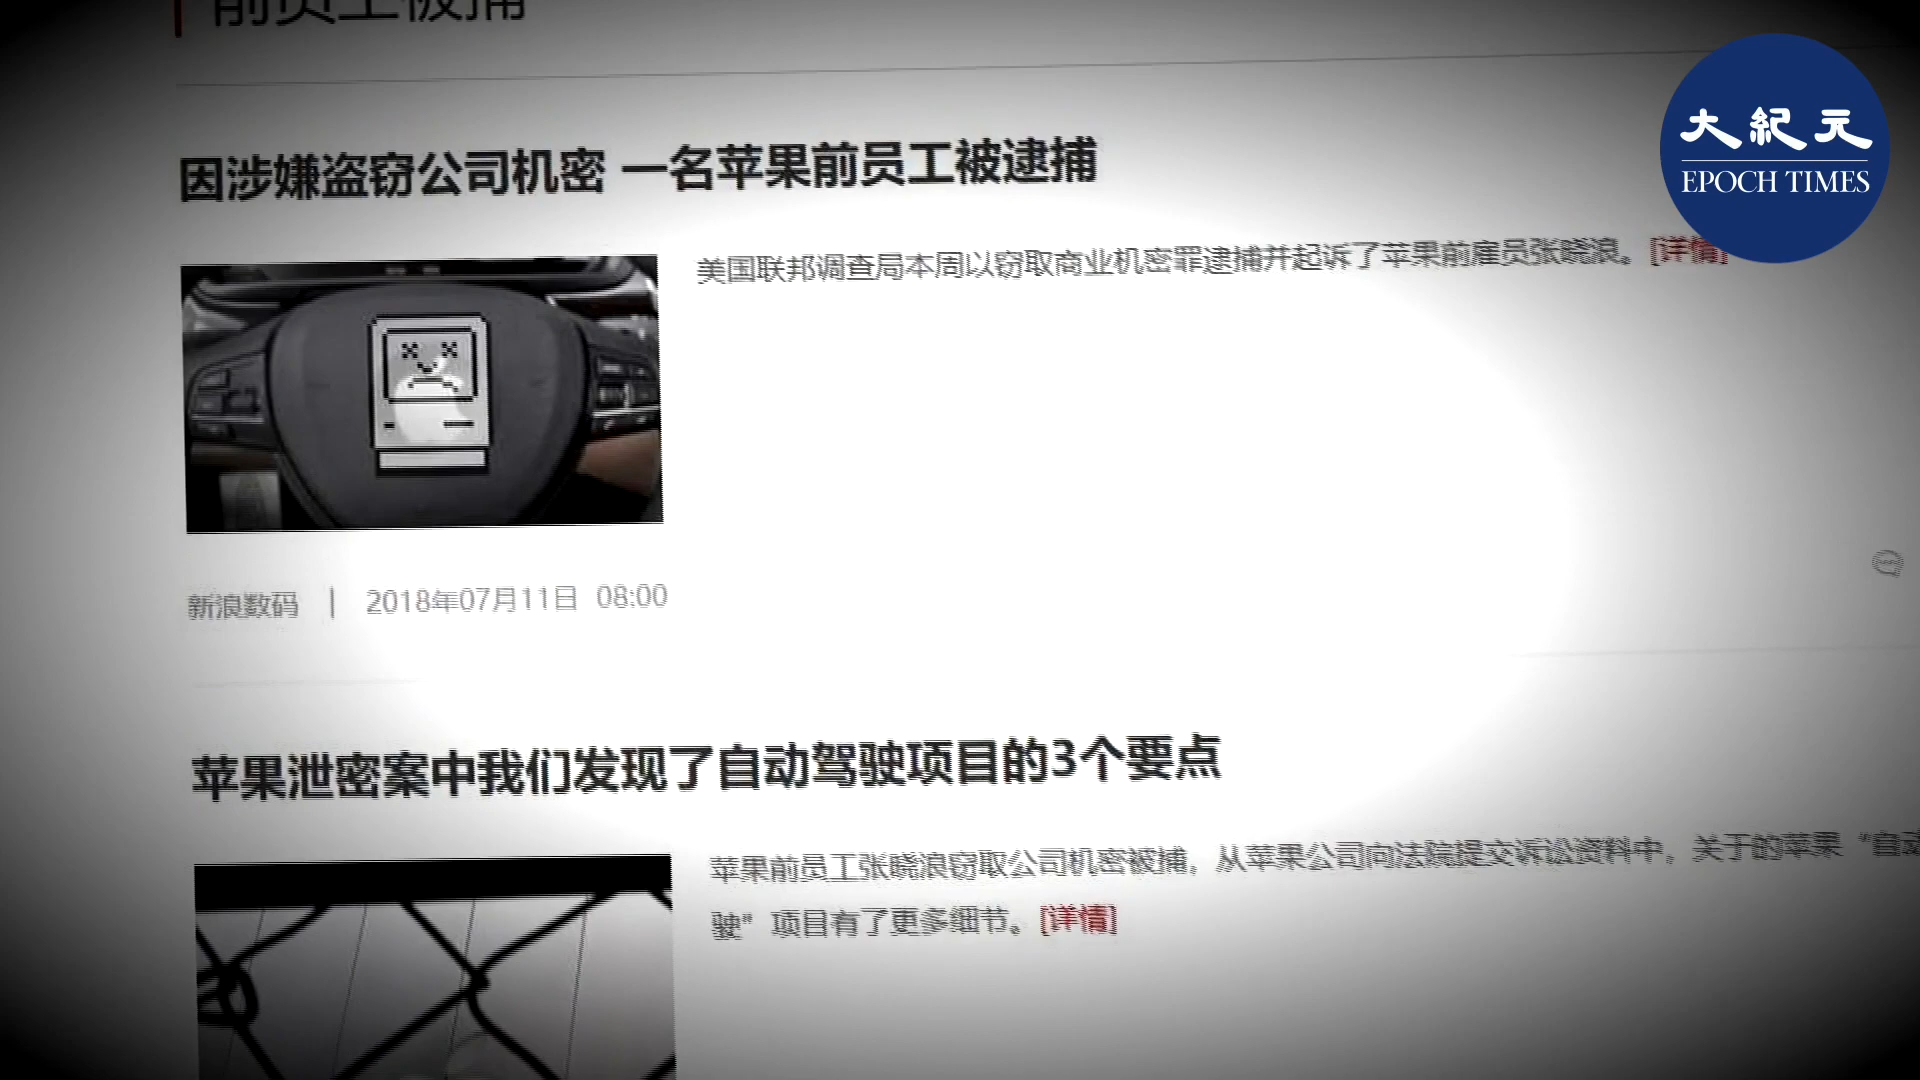 前员工被捕
大紀元
EPOCH TIMES
因涉嫌盗窃公司机密 一名苹果前员工被逮捕
美国联邦调查局本周以窃取商业机密罪逮捕并起诉了苹果前雇员张晓浪。 [详情]
新浪数码 | 2018年07月11日 08:00
苹果泄密案中我们发现了自动驾驶项目的3个要点
苹果前员工张晓浪窃取公司机密被捕，从苹果公司向法院提交诉讼资料中，关于的苹果“自动
驶”项目有了更多细节。 [详情]